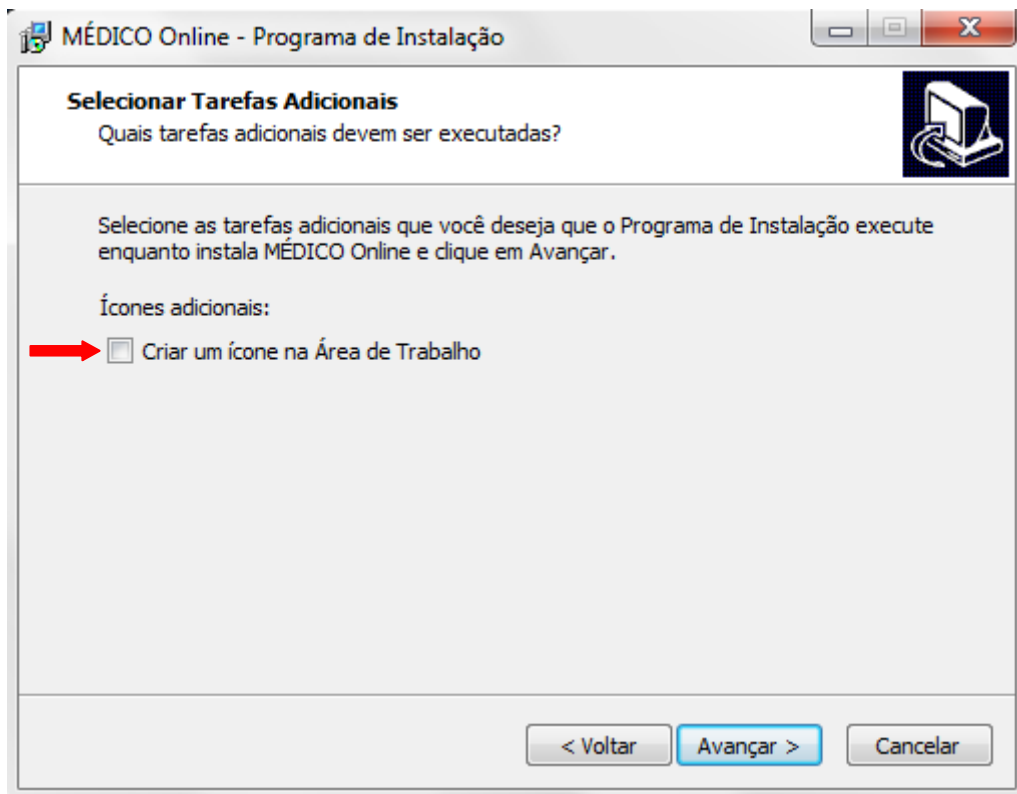 MÉDICO Online - Programa de Instalação
Selecionar Tarefas Adicionais
Quais tarefas adicionais devem ser executadas?
Selecione as tarefas adicionais que você deseja que o Programa de Instalação execute
enquanto instala MÉDICO Online e clique em Avançar.
Ícones adicionais:
Criar um ícone na Área de Trabalho
< Voltar
Avançar >
Cancelar